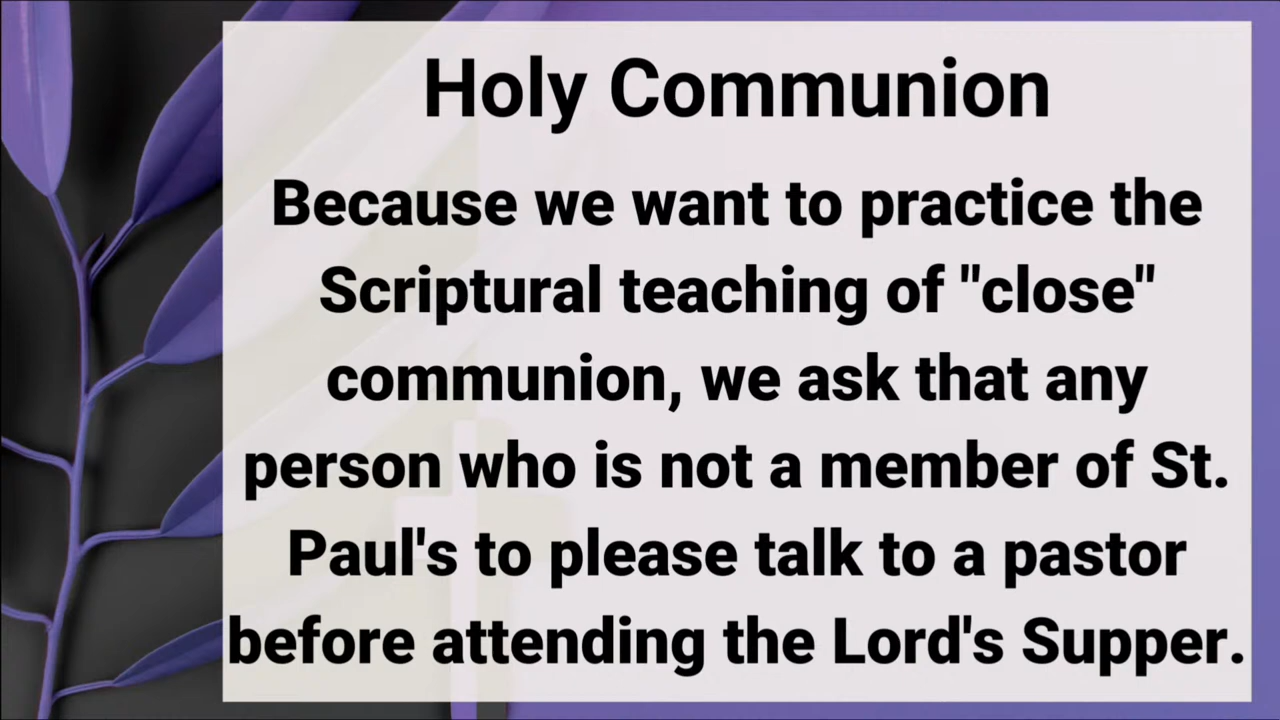 Holy Communion
Because we want to practice the
Scriptural teaching of "close"
communion, we ask that any
person who is not a member of St.
Paul's to please talk to a pastor
before attending the Lord's Supper.